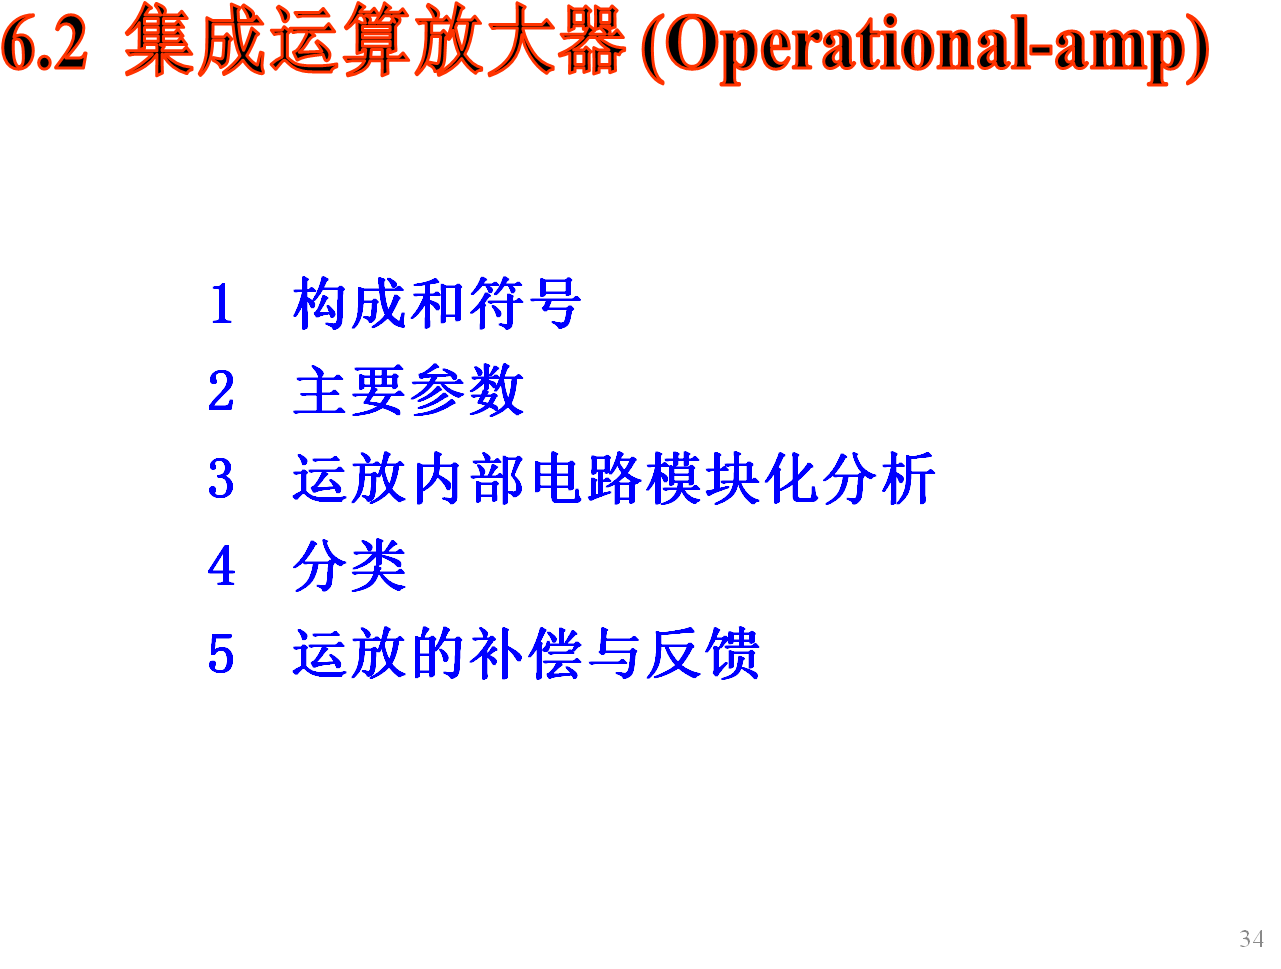 6.2 集成运算放大器 (Operational-amp)
1 构成和符号
2 主要参数
3 运放内部电路模块化分析
4 分类
5 运放的补偿与反馈
34